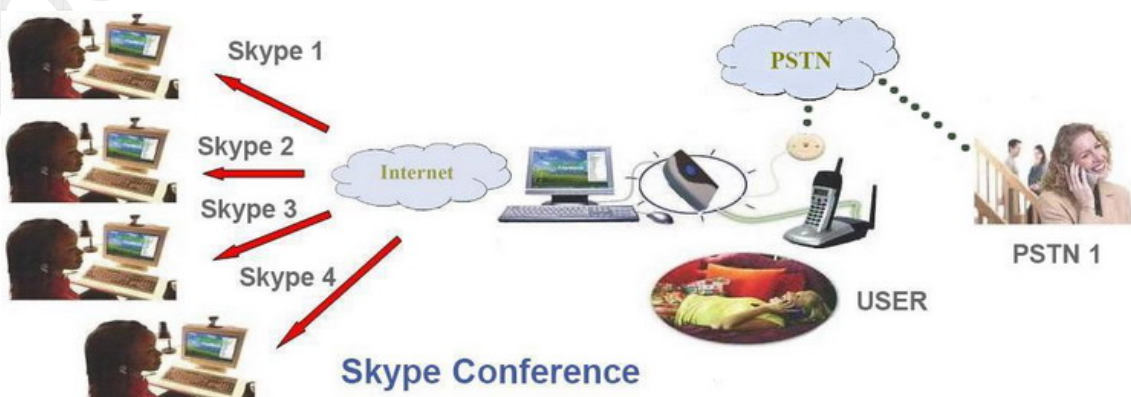 Skype 1
Skype 2
Skype 3
Skype 4
Internet
PSTN
PSTN 1
USER
Skype Conference